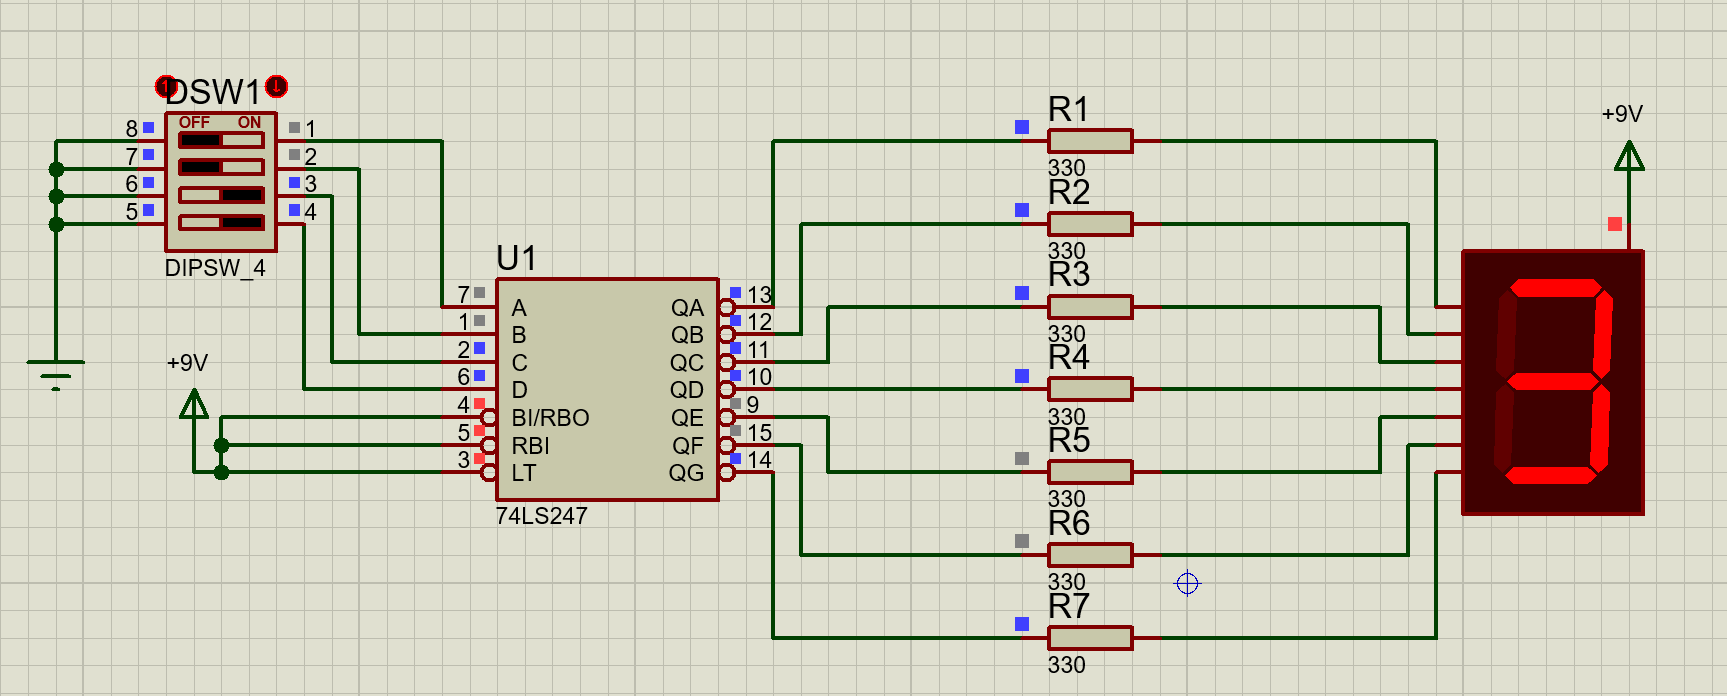 DSW1
OFF ON
8 1
7 2
6 3
5 4
DIPSW_4
+9V
U1
7 A QA 13
1 B QB 12
2 C QC 11
6 D QD 10
4 BI/RBO QE 9
5 RBI QF 15
3 LT QG 14
74LS247
R1
330
R2
330
R3
330
R4
330
R5
330
R6
330
R7
330
+9V